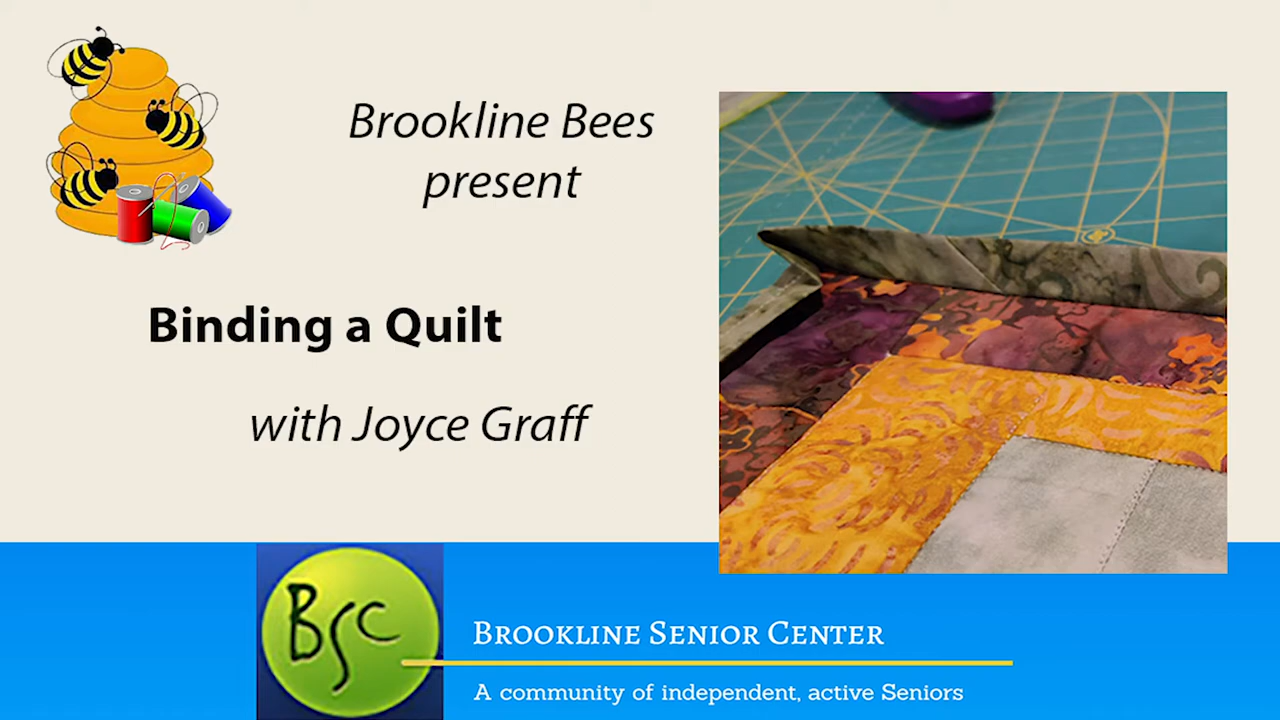 Brookline Bees
present
Binding a Quilt
with Joyce Graff
BSC
Brookline Senior Center
A community of independent, active Seniors